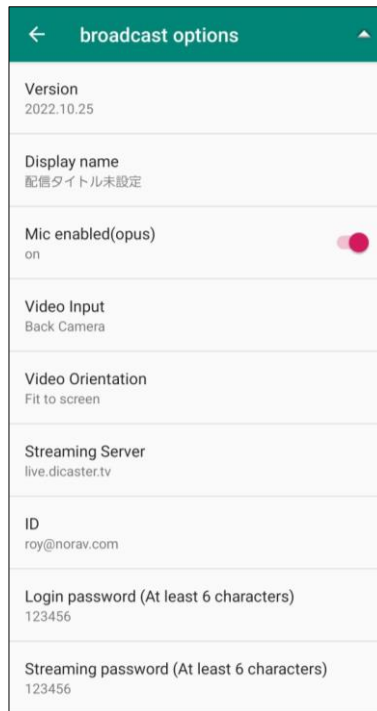 broadcast options
Version
2022.10.25
Display name
配信タイトル未設定
Mic enabled(opus)
on
Video Input
Back Camera
Video Orientation
Fit to screen
Streaming Server
live.dicaster.tv
ID
roy@norav.com
Login password (At least 6 characters)
123456
Streaming password (At least 6 characters)
123456